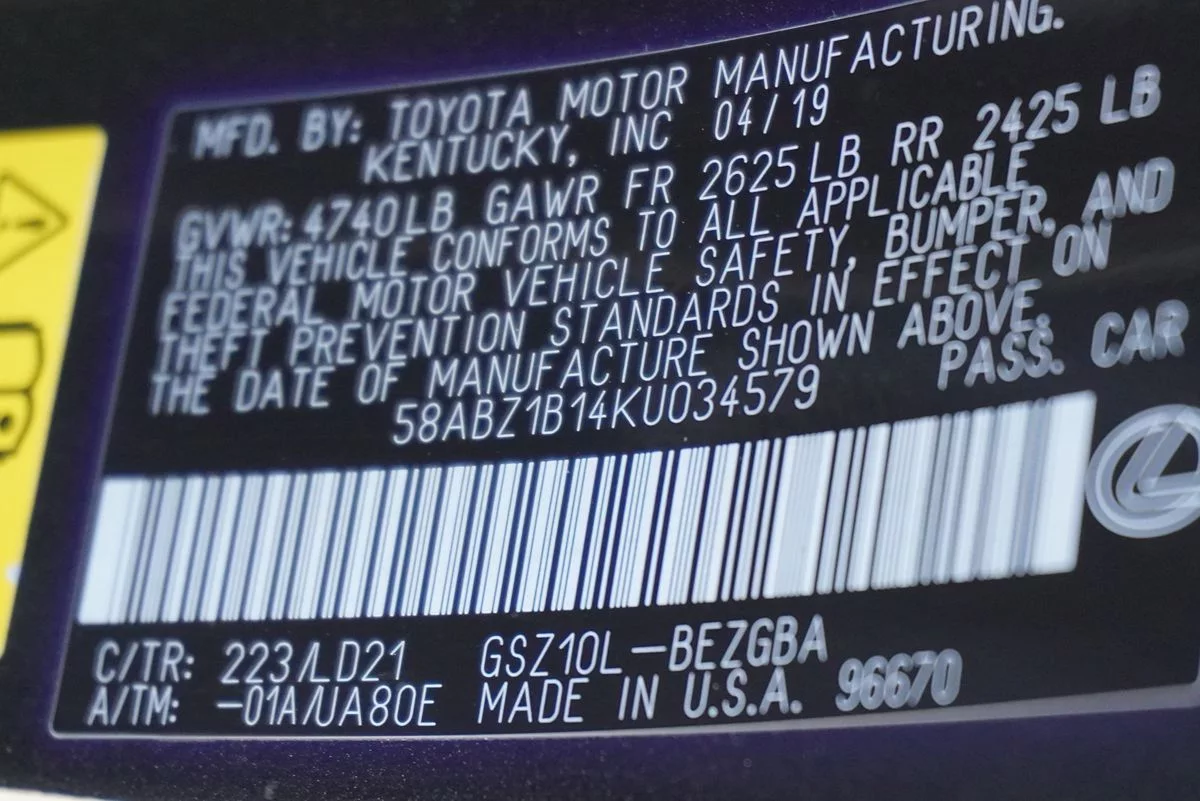 MFD. BY: TOYOTA MOTOR MANUFACTURING.
KENTUCKY, INC 04/19
GVWR: 4740LB GAWR FR 2625LB RR 2425LB
THIS VEHICLE CONFORMS TO ALL APPLICABLE
FEDERAL MOTOR VEHICLE SAFETY, BUMPER, AND
THEFT PREVENTION STANDARDS IN EFFECT ON
THE DATE OF MANUFACTURE SHOWN ABOVE.
58ABZ1B14KU034579 PASS. CAR
C/TR: 223/LD21 GSZ10L-BEZGBA
A/TM: -01A/UA80E MADE IN U.S.A. 96670